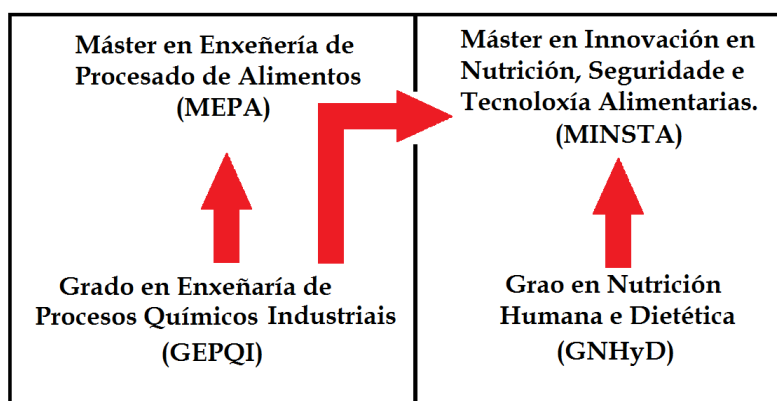 Máster en Enxeñería de
Procesado de Alimentos
(MEPA)
Máster en Innovación en
Nutrición, Seguridade e
Tecnoloxía Alimentarias.
(MINSTA)
Grado en Enxeñaría de
Procesos Químicos Industriais
(GEPQI)
Grao en Nutrición
Humana e Dietética
(GNHyD)